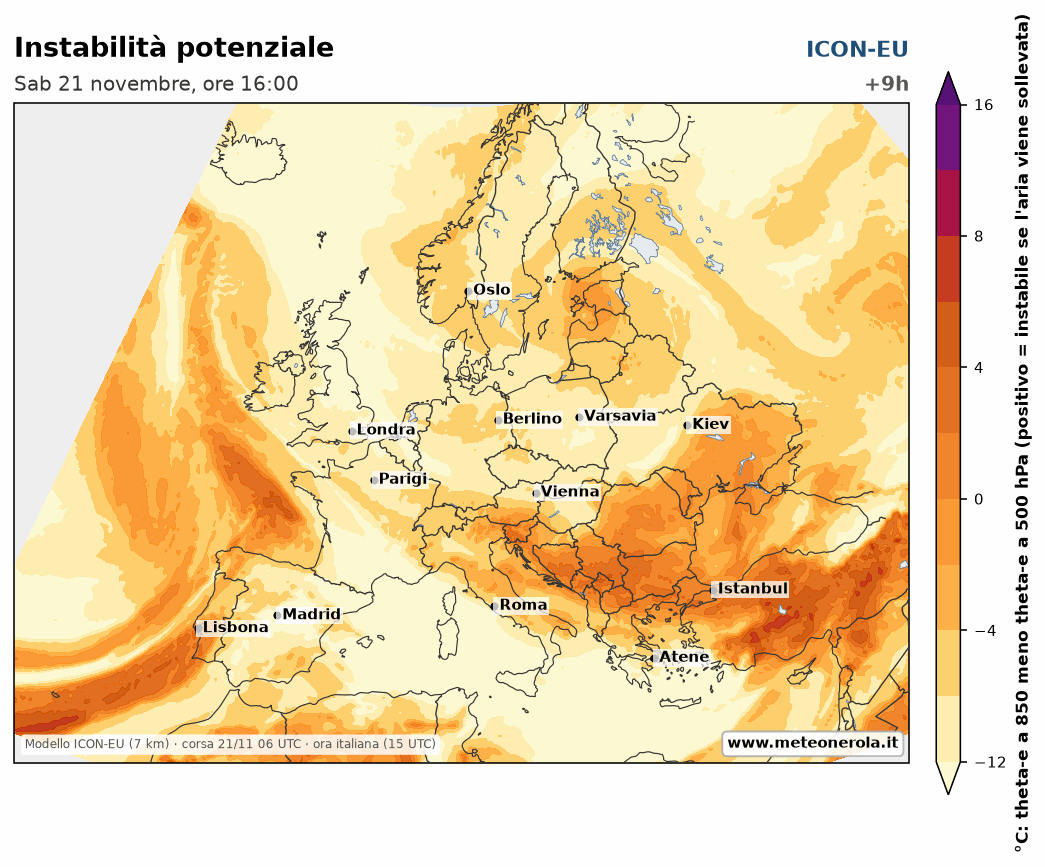 Instabilità potenziale
ICON-EU
Sab 21 novembre, ore 16:00
+9h
16
8
4
0
−4
−12
°C: theta-e a 850 meno theta-e a 500 hPa (positivo = instabile se l'aria viene sollevata)
Oslo
Londra
Berlino
Varsavia
Kiev
Parigi
Vienna
Istanbul
Roma
Madrid
Lisbona
Atene
Modello ICON-EU (7 km) · corsa 21/11 06 UTC · ora italiana (15 UTC)
www.meteonerola.it